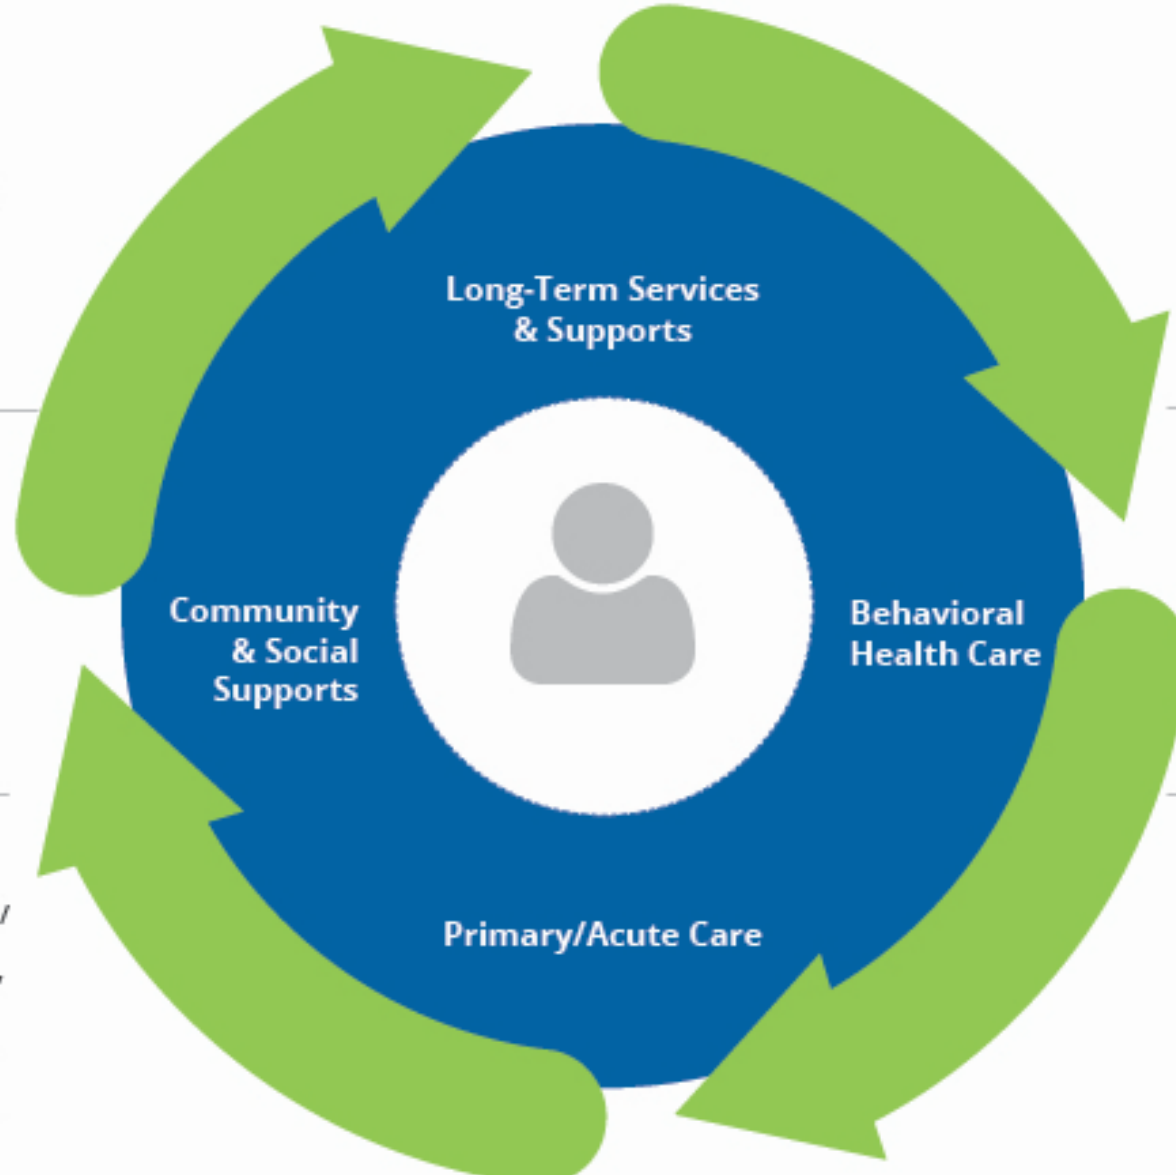 Long-Term Services
& Supports
Community
& Social
Supports
Behavioral
Health Care
Primary/Acute Care